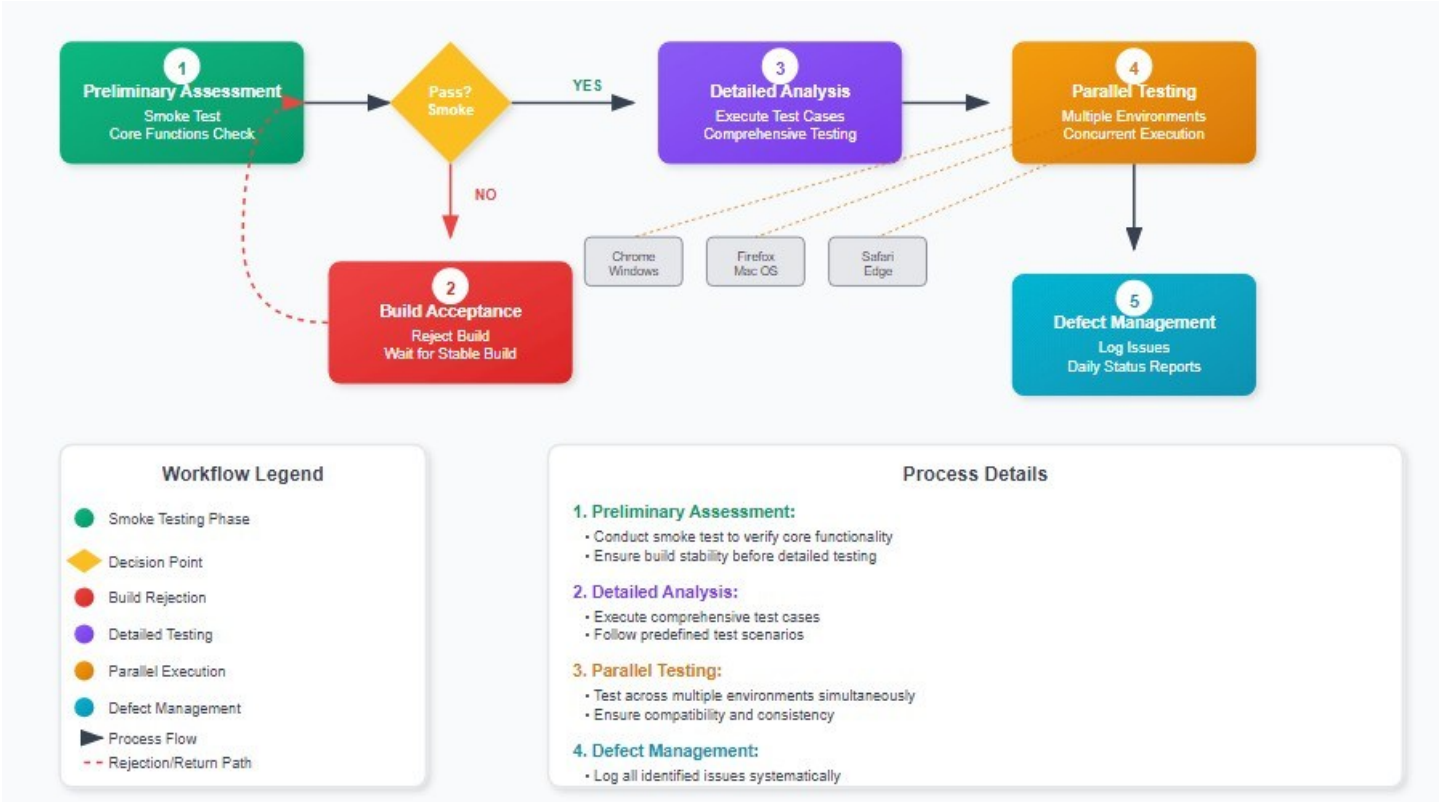 1
Preliminary Assessment
Smoke Test
Core Functions Check
Pass?
Smoke
YES
NO
3
Detailed Analysis
Execute Test Cases
Comprehensive Testing
4
Parallel Testing
Multiple Environments
Concurrent Execution
Chrome
Windows
Firefox
Mac OS
Safari
Edge
2
Build Acceptance
Reject Build
Wait for Stable Build
5
Defect Management
Log Issues
Daily Status Reports
Workflow Legend
Smoke Testing Phase
Decision Point
Build Rejection
Detailed Testing
Parallel Execution
Defect Management
Process Flow
Rejection/Return Path
Process Details
1. Preliminary Assessment:
• Conduct smoke test to verify core functionality
• Ensure build stability before detailed testing
2. Detailed Analysis:
• Execute comprehensive test cases
• Follow predefined test scenarios
3. Parallel Testing:
• Test across multiple environments simultaneously
• Ensure compatibility and consistency
4. Defect Management:
• Log all identified issues systematically